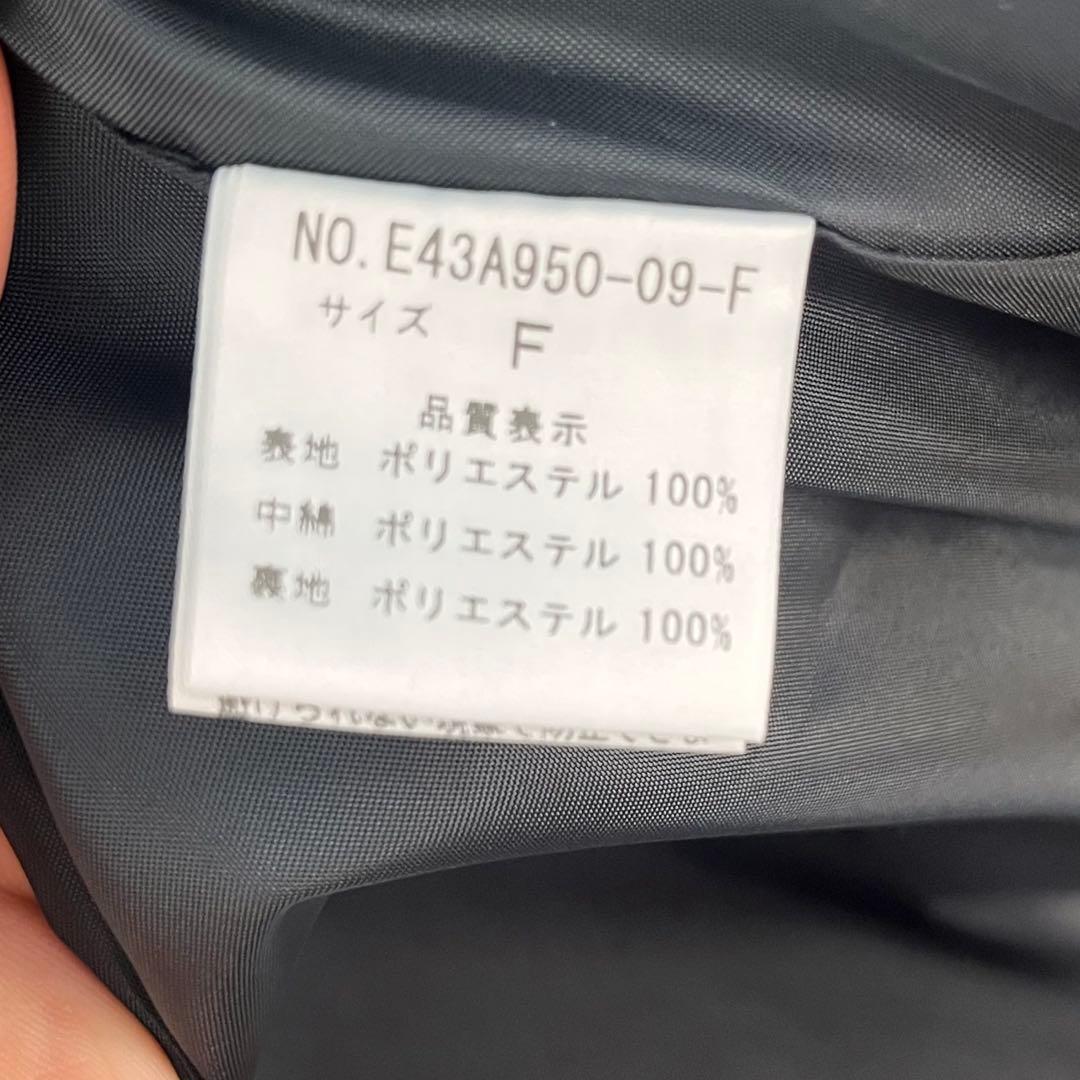 NO.E43A950-09-F
サイズ F
品質表示
表地 ポリエステル 100%
中綿 ポリエステル 100%
裏地 ポリエステル 100%